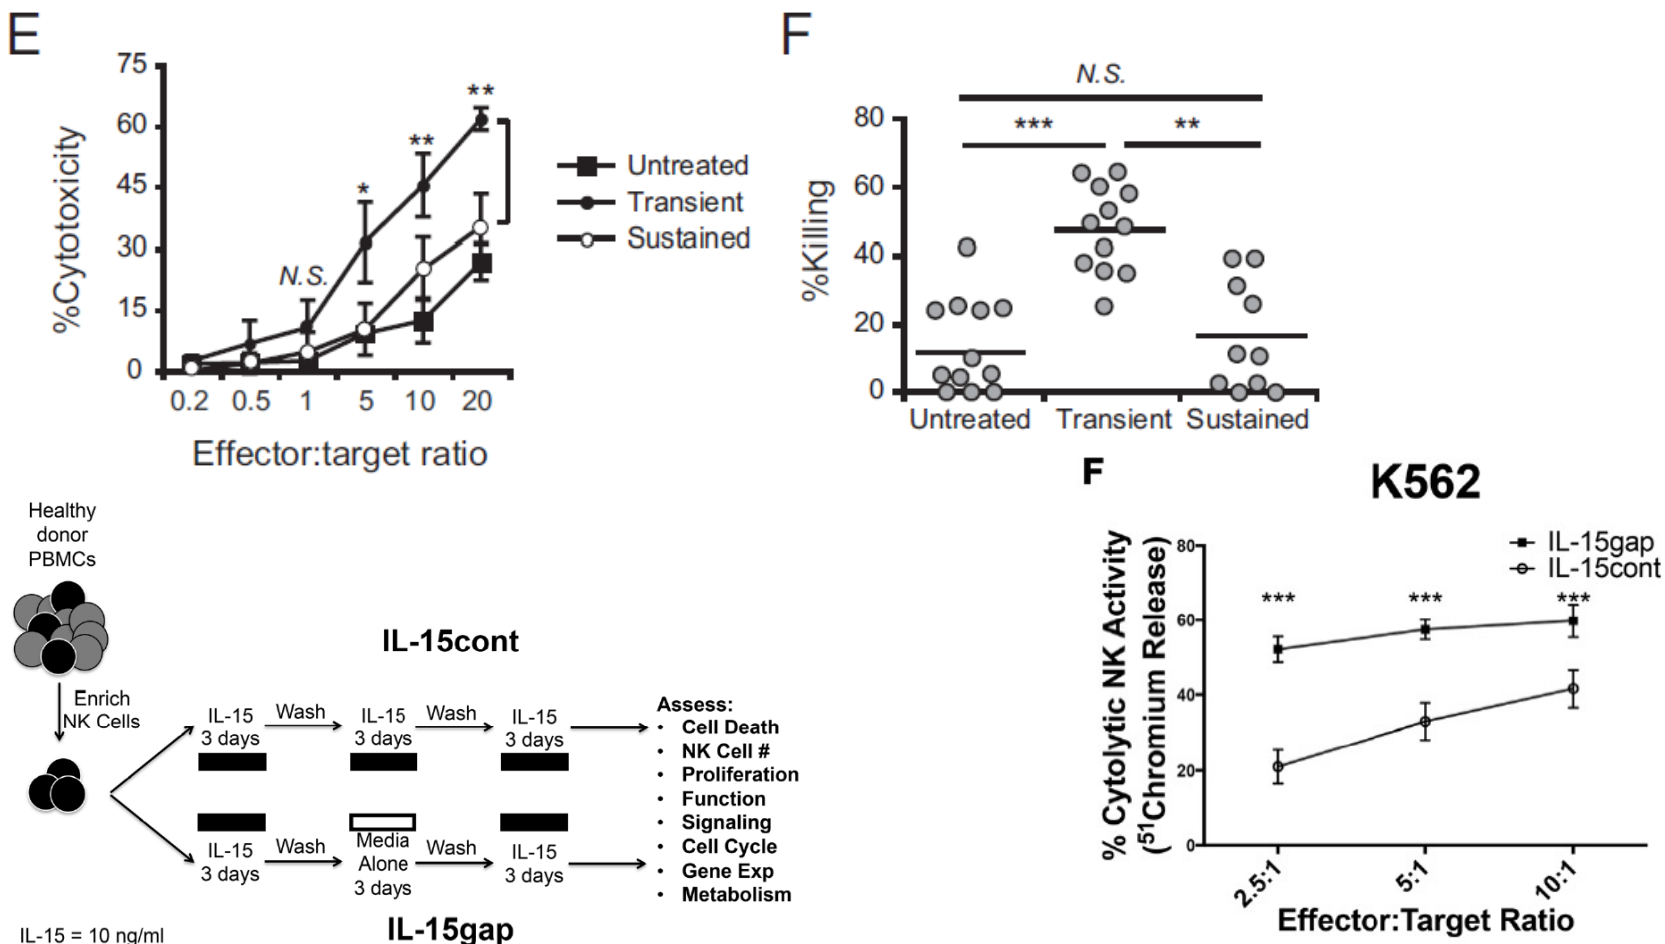 E
75
60
45
30
15
0
%Cytotoxicity
N.S.
*
**
**
0.2 0.5 1 5 10 20
Effector:target ratio
Untreated
Transient
Sustained
F
N.S.
*** **
80
60
40
20
0
%Killing
Untreated Transient Sustained
Healthy
donor
PBMCs
Enrich
NK Cells
IL-15cont
IL-15
3 days
Wash
IL-15
3 days
Wash
IL-15
3 days
IL-15
3 days
Wash
Media
Alone
3 days
Wash
IL-15
3 days
IL-15gap
IL-15 = 10 ng/ml
Assess:
• Cell Death
• NK Cell #
• Proliferation
• Function
• Signaling
• Cell Cycle
• Gene Exp
• Metabolism
F
K562
% Cytolytic NK Activity
(⁵¹Chromium Release)
80
60
40
20
0
IL-15gap
IL-15cont
*** *** ***
2.5:1 5:1 10:1
Effector:Target Ratio